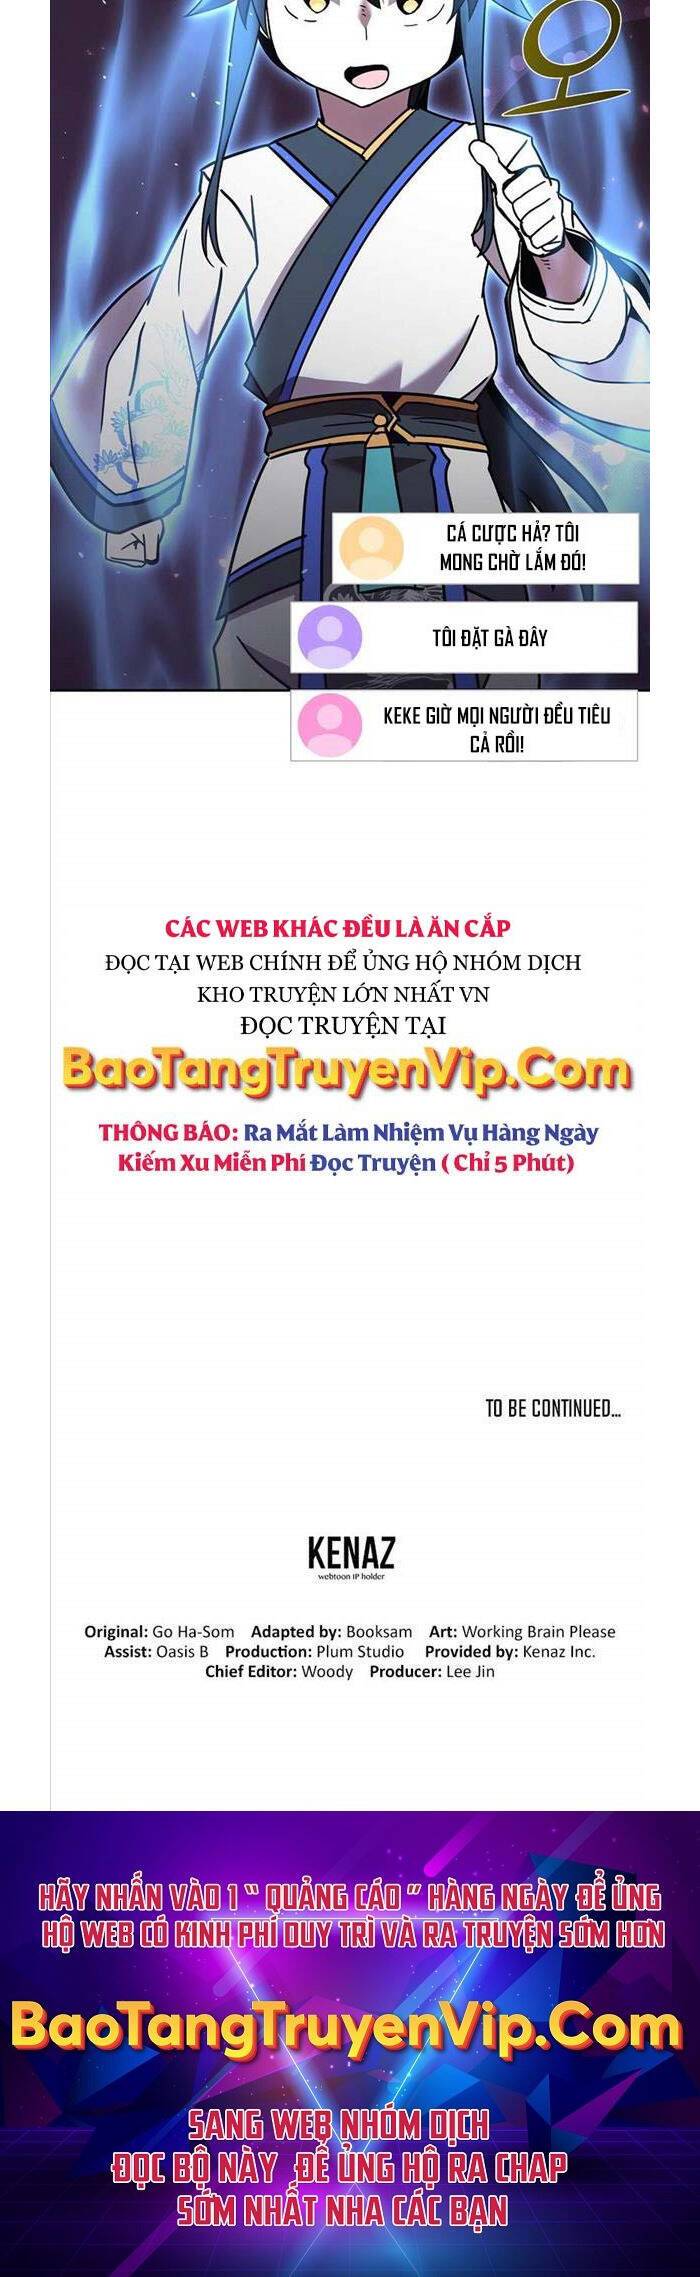 오
CÁ CƯỢC HẢ? TÔI
MONG CHỜ LẮM ĐÓ!
TÔI ĐẶT GÀ ĐÂY
KEKE GIỜ MỌI NGƯỜI ĐỀU TIÊU
CẢ RỒI!
CÁC WEB KHÁC ĐỀU LÀ ĂN CẮP
ĐỌC TẠI WEB CHÍNH ĐỂ ỦNG HỘ NHÓM DỊCH
KHO TRUYỆN LỚN NHẤT VN
ĐỌC TRUYỆN TẠI
BaoTangTruyenVip.Com
THÔNG BÁO: Ra Mắt Làm Nhiệm Vụ Hàng Ngày
Kiếm Xu Miễn Phí Đọc Truyện ( Chỉ 5 Phút)
TO BE CONTINUED...
KENAZ
webtoon IP holder
Original: Go Ha-Som Adapted by: Booksam Art: Working Brain Please
Assist: Oasis B Production: Plum Studio Provided by: Kenaz Inc.
Chief Editor: Woody Producer: Lee Jin
HÃY NHẤN VÀO 1 “ QUẢNG CÁO ” HÀNG NGÀY ĐỂ ỦNG
HỘ WEB CÓ KINH PHÍ DUY TRÌ VÀ RA TRUYỆN SỚM HƠN
BaoTangTruyenVip.Com
SANG WEB NHÓM DỊCH
ĐỌC BỘ NÀY ĐỂ ỦNG HỘ RA CHAP
SỚM NHẤT NHA CÁC BẠN